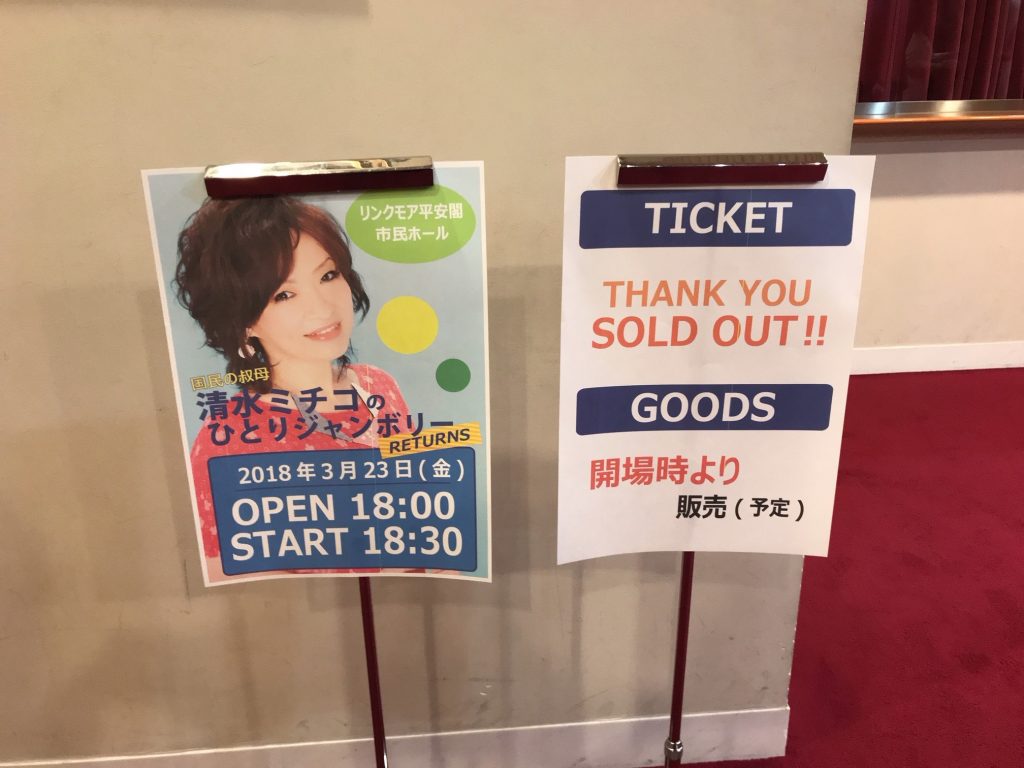 リンクモア平安閣
市民ホール
国民の叔母
清水ミチコの
ひとりジャンボリー
RETURNS
2018年3月23日(金)
OPEN 18:00
START 18:30
TICKET
THANK YOU
SOLD OUT!!
GOODS
開場時より
販売(予定)